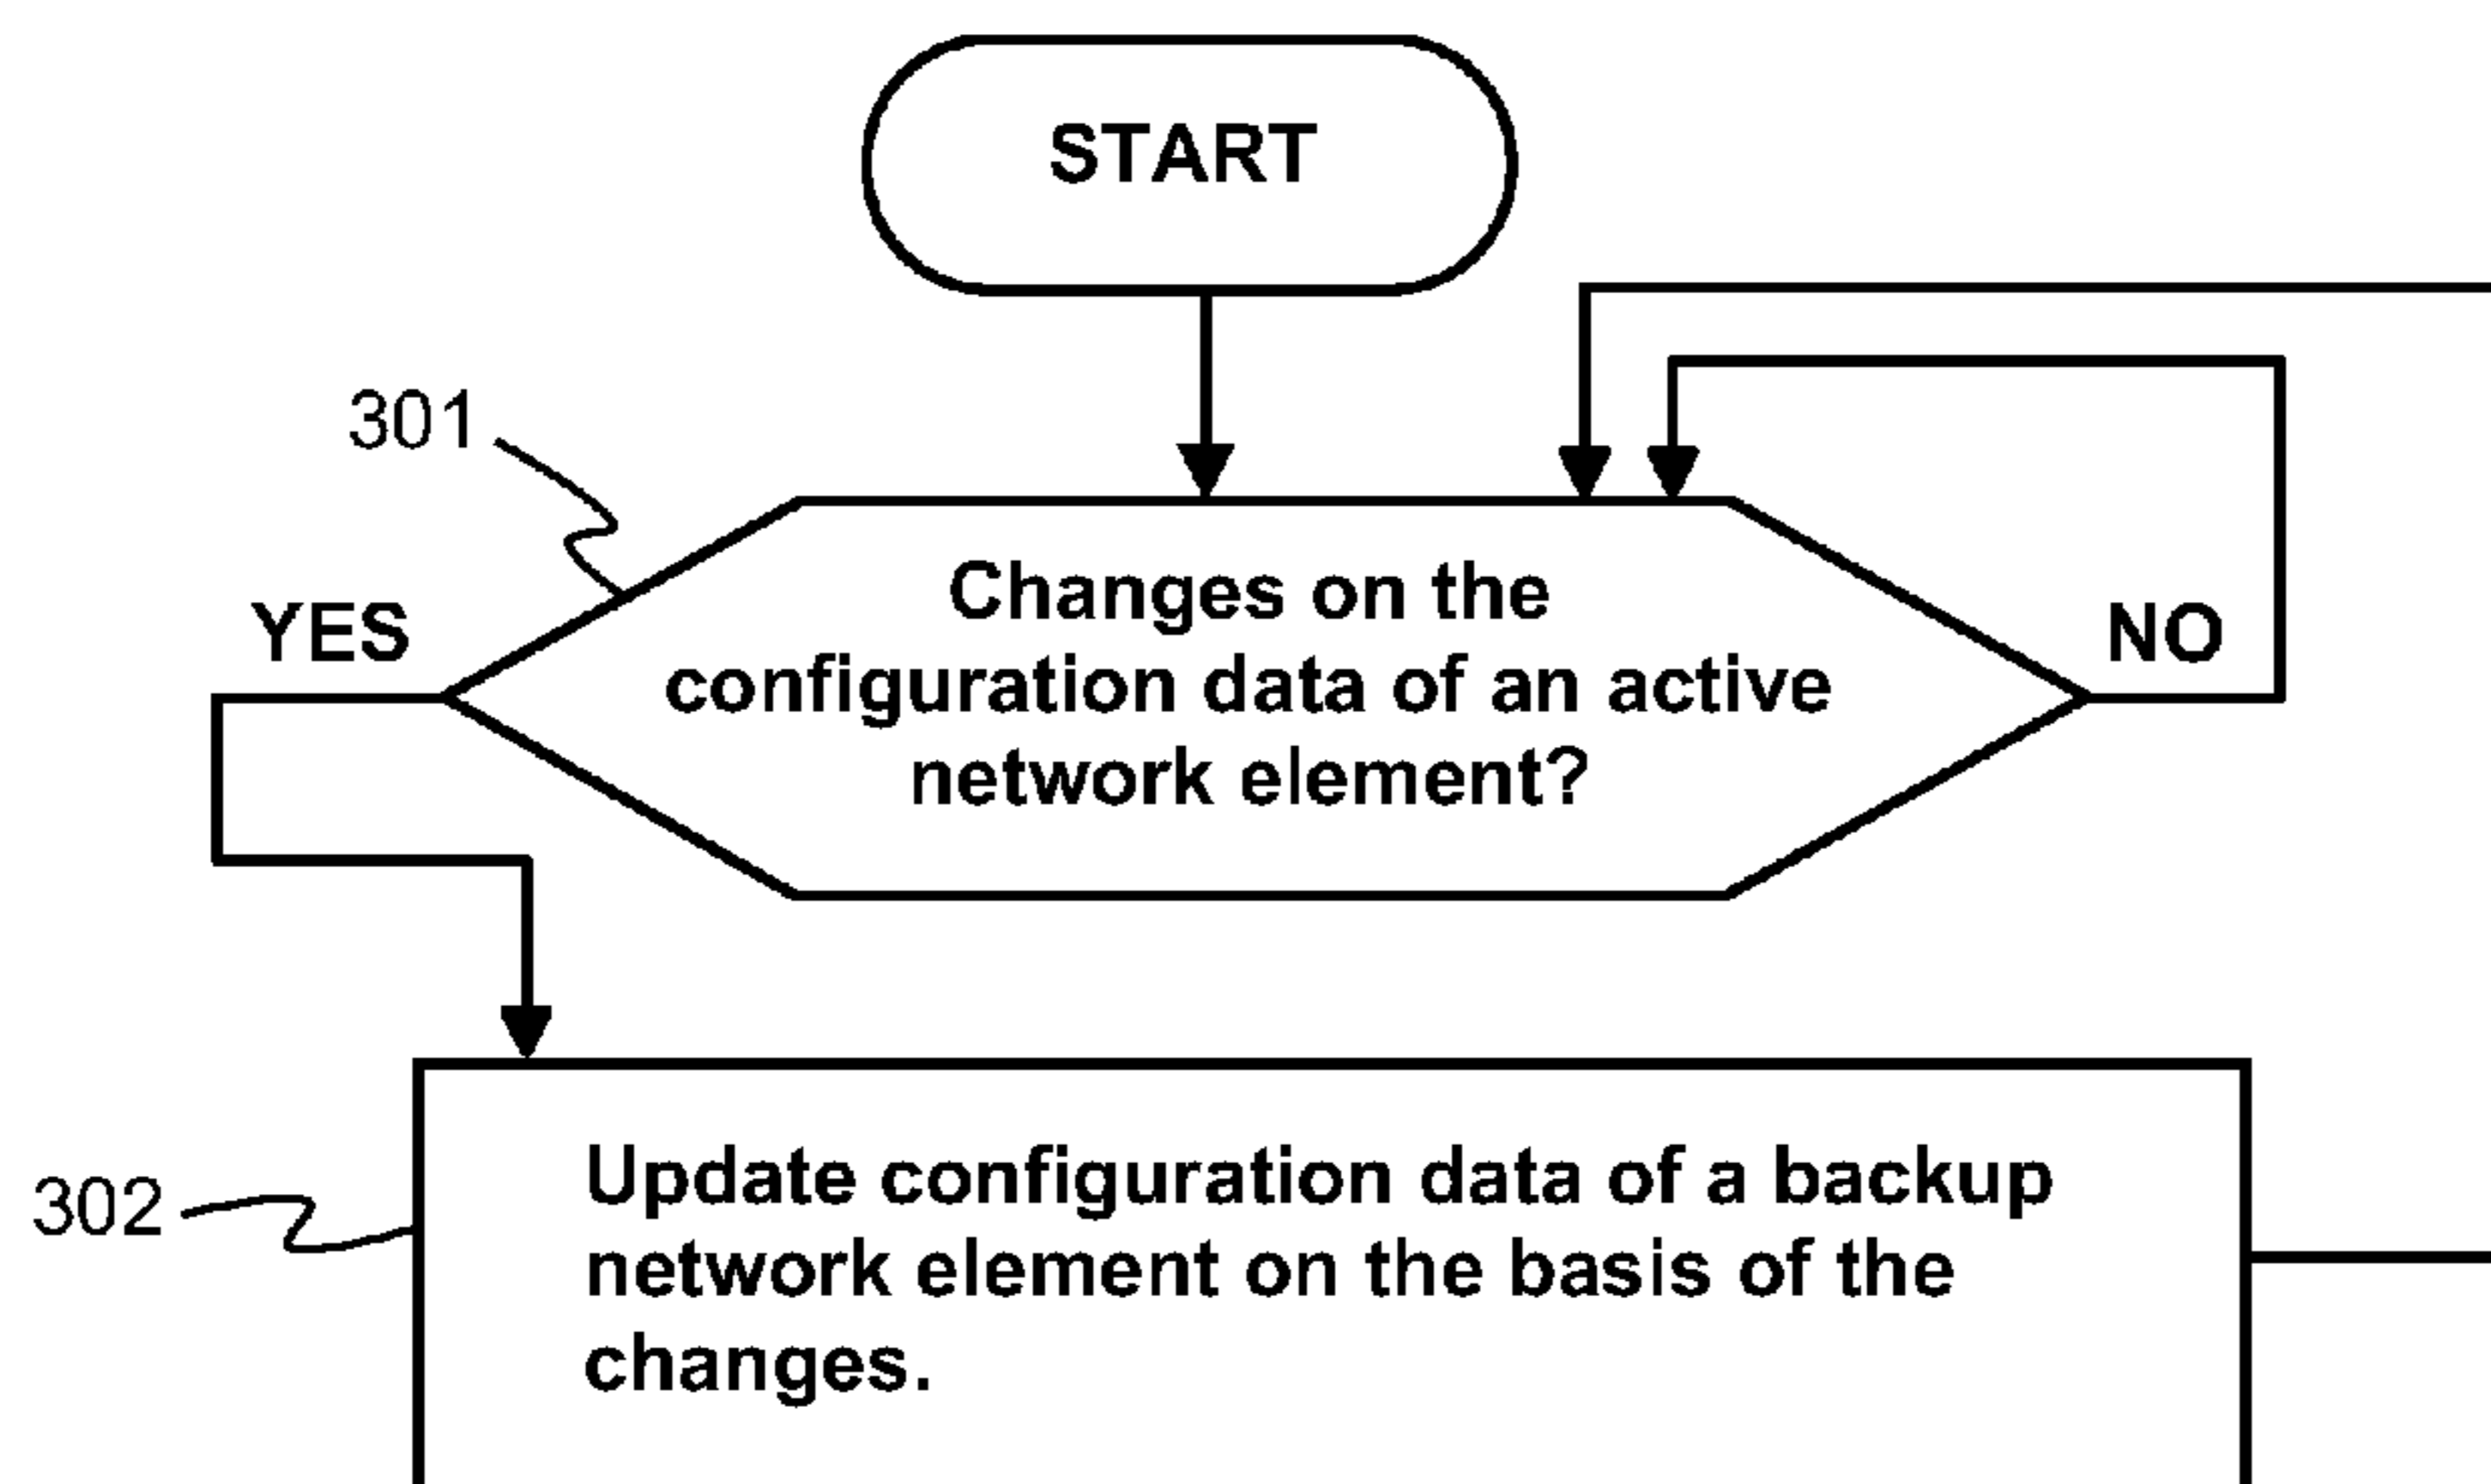 START
301
YES
NO
Changes on the
configuration data of an active
network element?
302
Update configuration data of a backup
network element on the basis of the
changes.